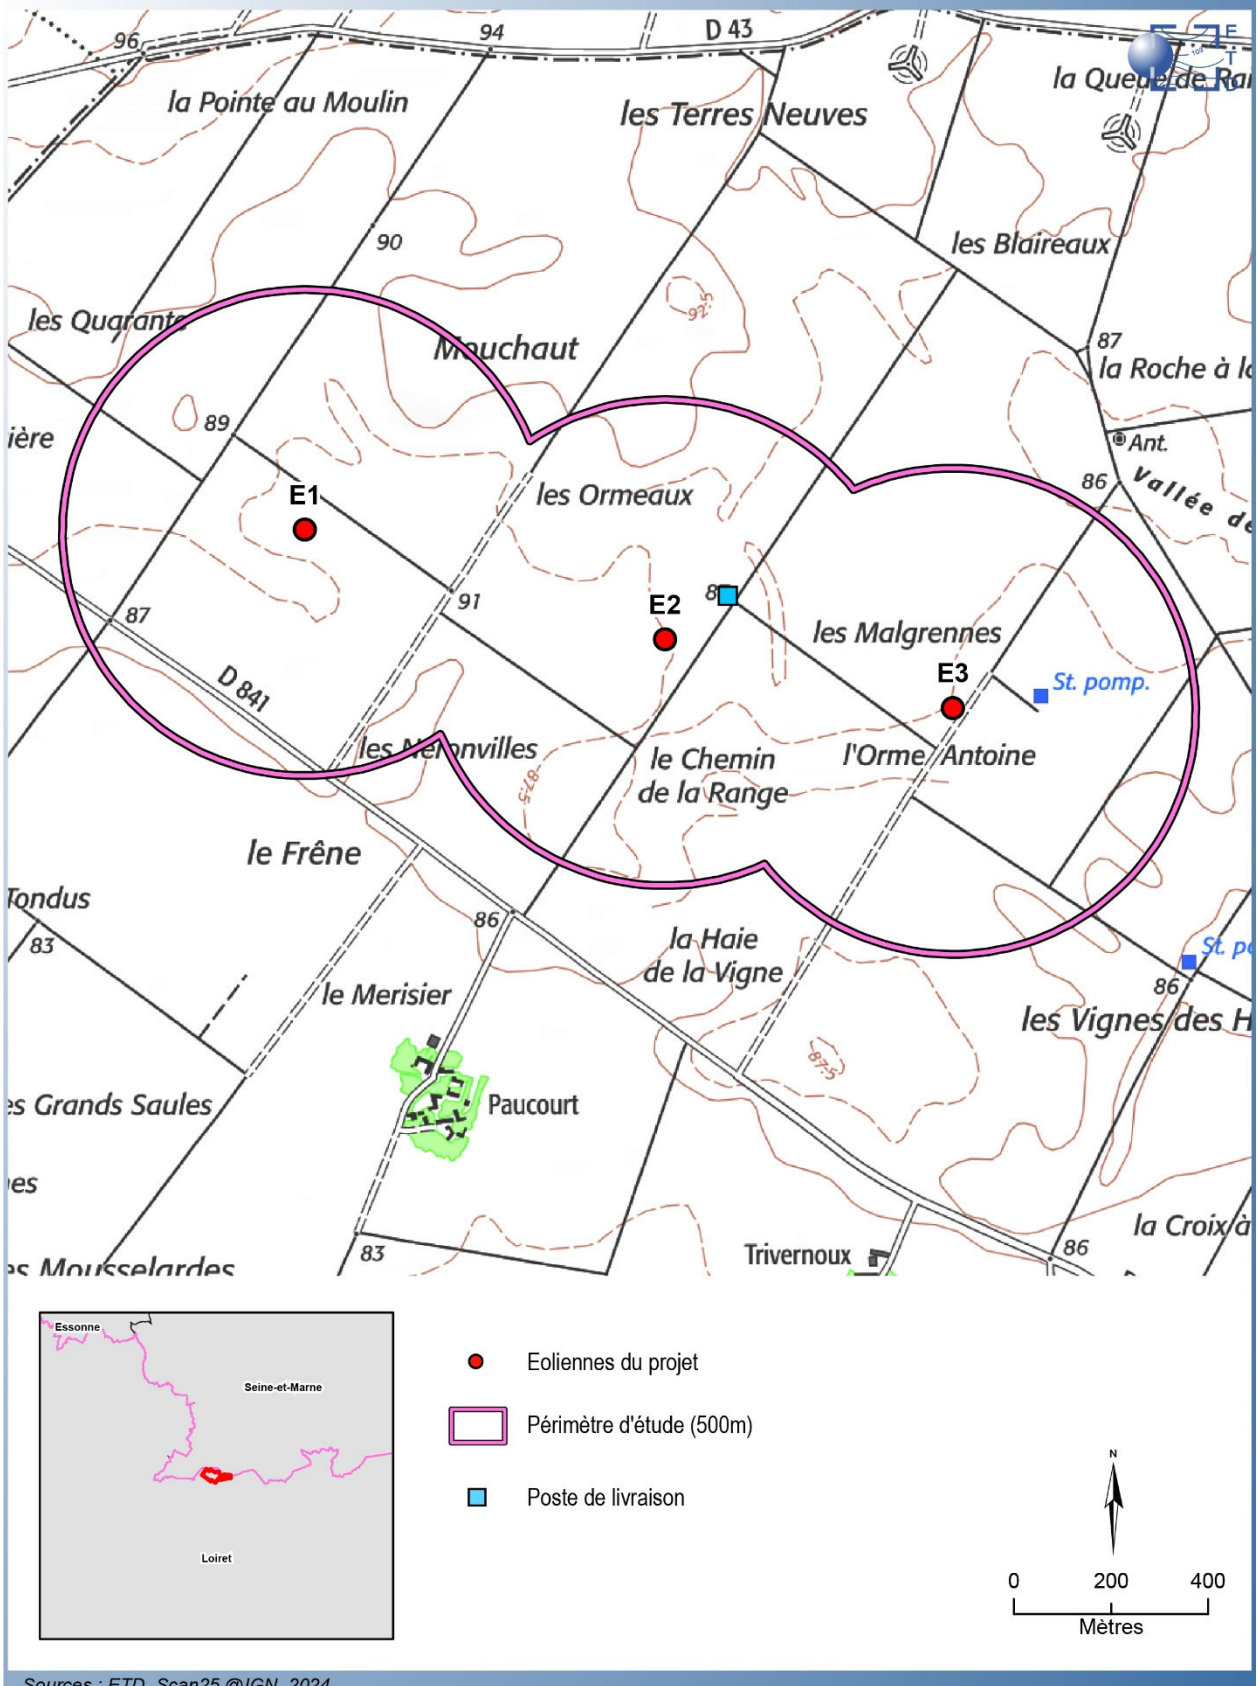 96
94
D 43
E
T
D
la Pointe au Moulin
les Terres Neuves
la Queue de
90
les Blaireaux
92.5
les Quarante
Mouchaut
87
la Roche à
89
Ant.
ière
86
Vallée de
E1
les Ormeaux
91
E2
87
les Malgrennes
D 841
E3
St. pomp.
les Néronvilles
le Chemin
de la Range
l'Orme Antoine
87.5
le Frêne
Tondus
83
86
la Haie
de la Vigne
St.
86
le Merisier
les Vignes des H
87.5
es Grands Saules
Paucourt
es
la Croix à
83
Trivernoux
86
es Mousselardes
Essonne
Seine-et-Marne
Loiret
Eoliennes du projet
Périmètre d'étude (500m)
Poste de livraison
N
0 200 400
Mètres
Sources : ETD, Scan25 @IGN, 2024